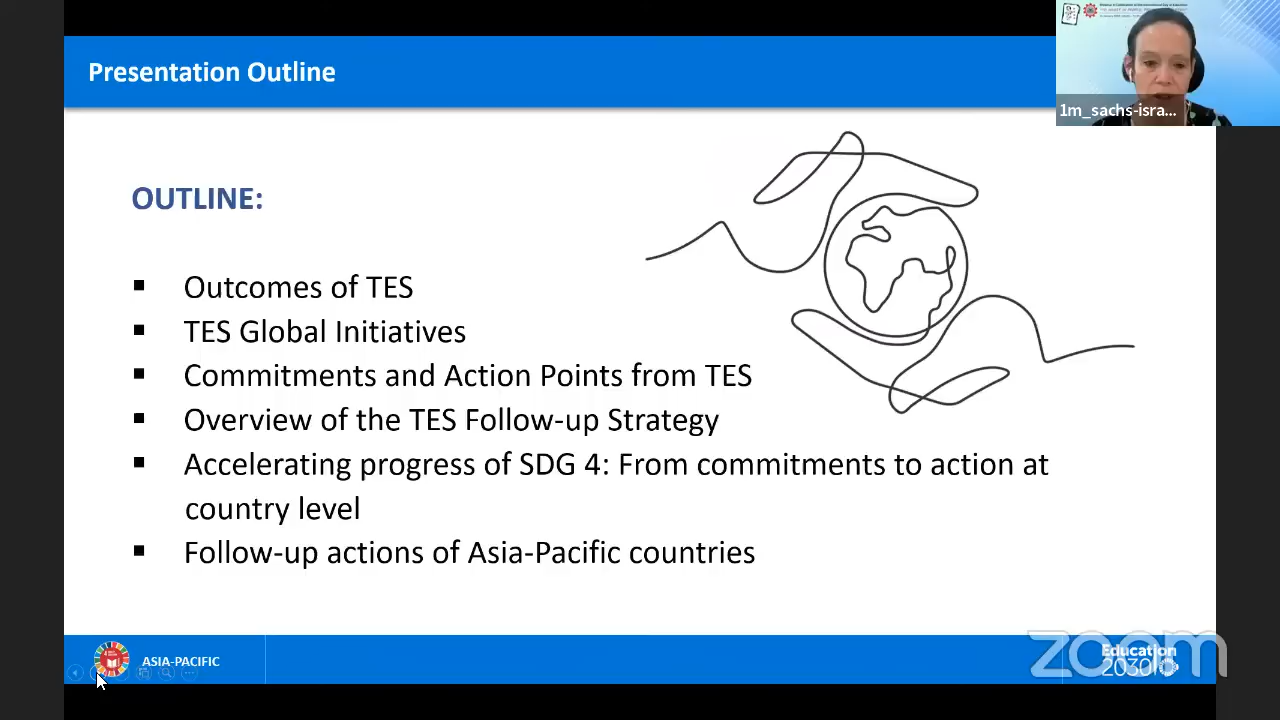 Presentation Outline
1m_sachs-isra...
OUTLINE:
▪ Outcomes of TES
▪ TES Global Initiatives
▪ Commitments and Action Points from TES
▪ Overview of the TES Follow-up Strategy
▪ Accelerating progress of SDG 4: From commitments to action at
country level
▪ Follow-up actions of Asia-Pacific countries
ASIA-PACIFIC
Education
2030
zoom